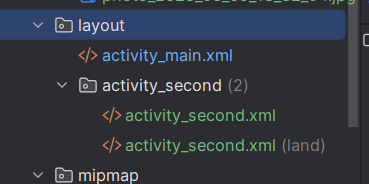 layout
activity_main.xml
activity_second (2)
activity_second.xml
activity_second.xml (land)
mipmap